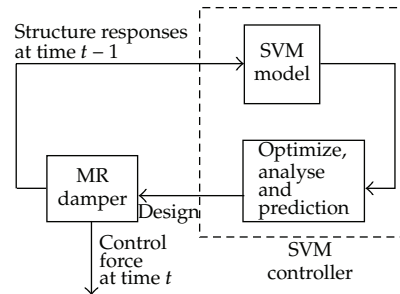 Structure responses
at time t − 1
SVM
model
Optimize,
analyse
and
prediction
MR
damper
Design
Control
force
at time t
SVM
controller